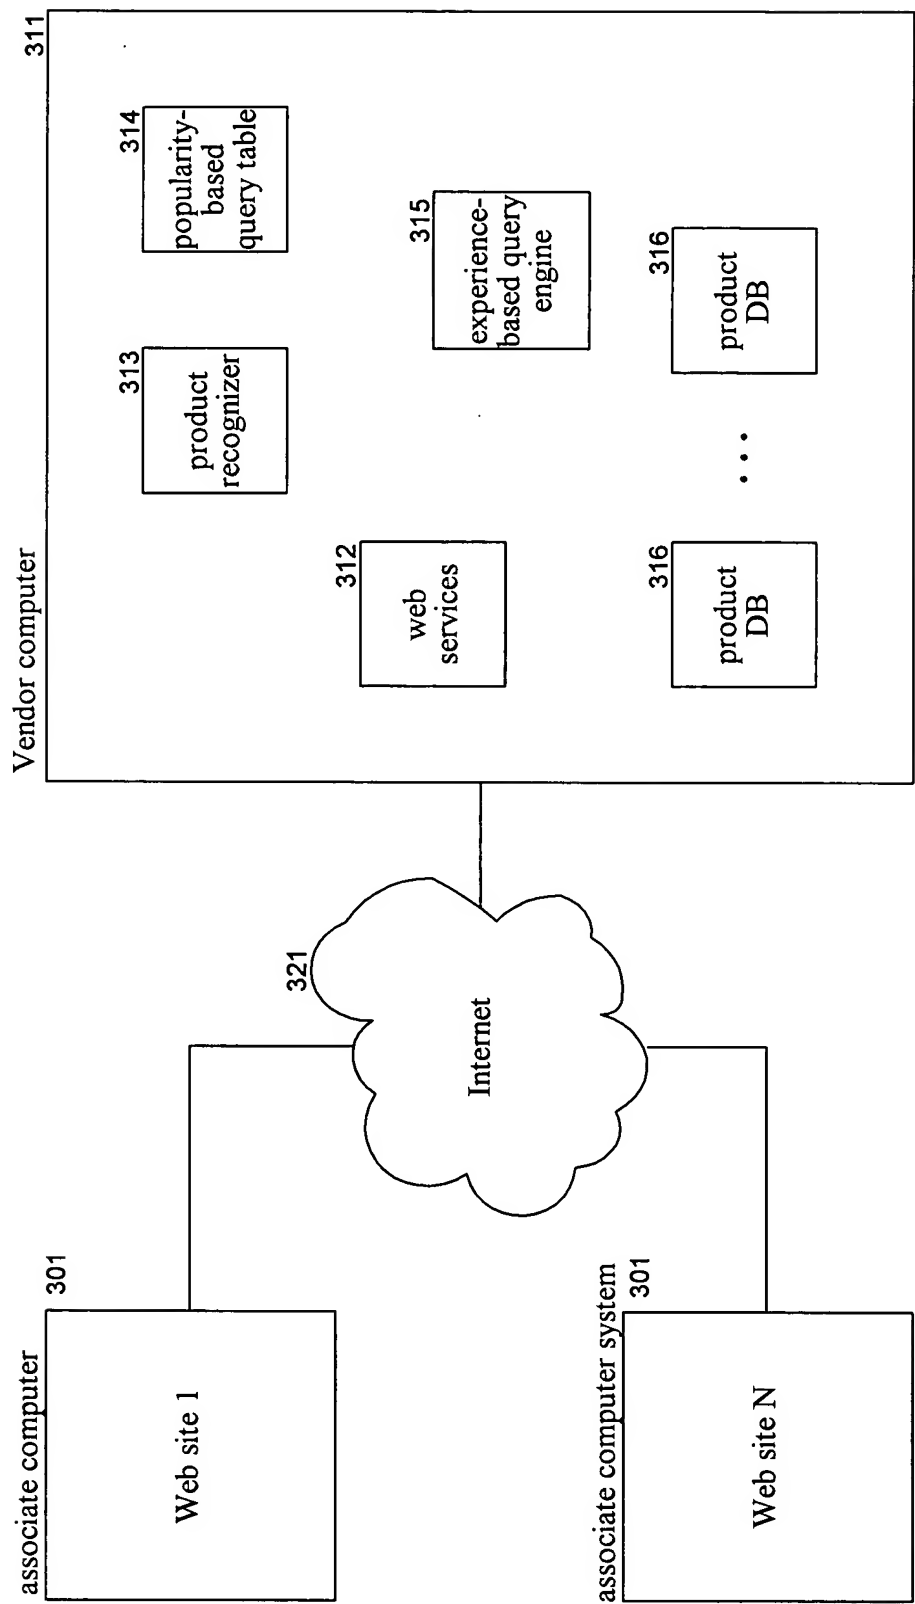 associate computer
301
Web site 1
associate computer system
301
Web site N
321
Internet
Vendor computer
311
313
product
recognizer
314
popularity-
based
query table
312
web
services
315
experience-
based query
engine
316
product
DB
...
316
product
DB